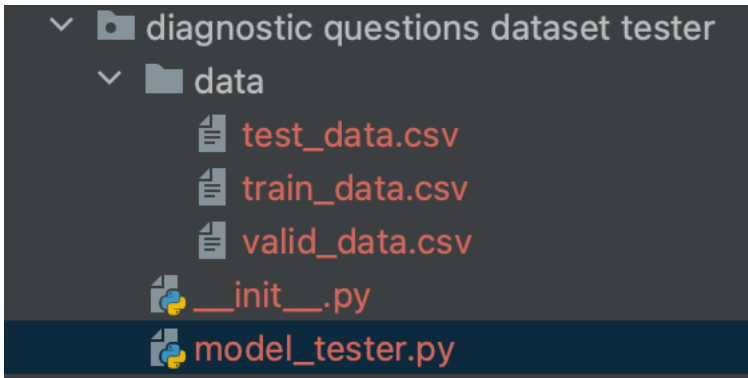 diagnostic questions dataset tester
data
test_data.csv
train_data.csv
valid_data.csv
__init__.py
model_tester.py